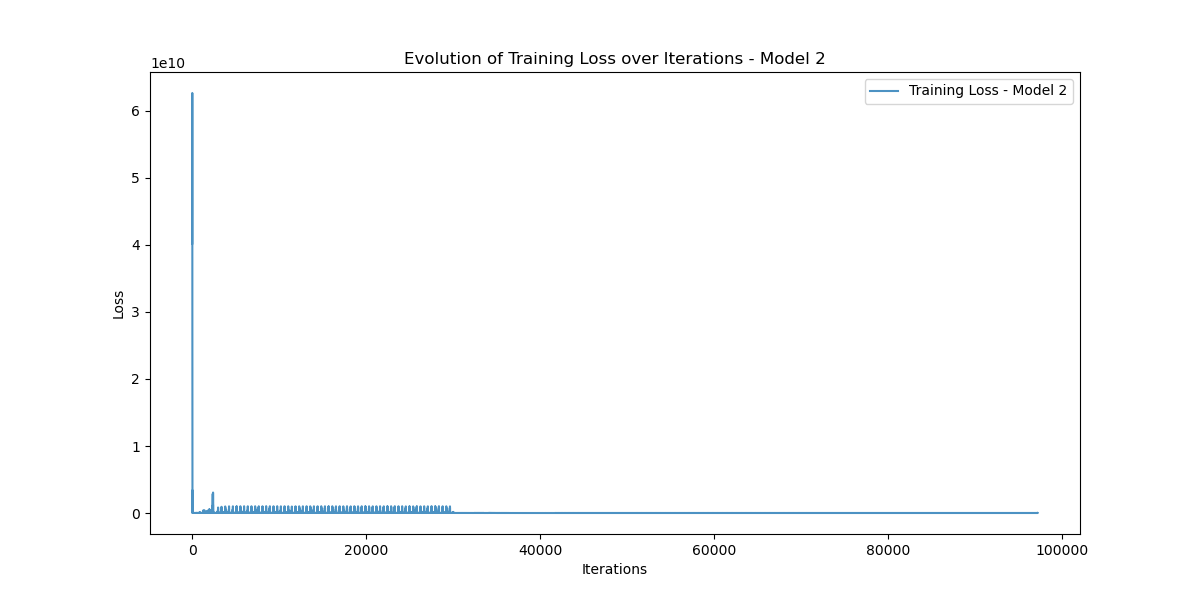 Evolution of Training Loss over Iterations - Model 2
1e10
Training Loss - Model 2
6
5
4
3
2
1
0
Loss
0 20000 40000 60000 80000 100000
Iterations